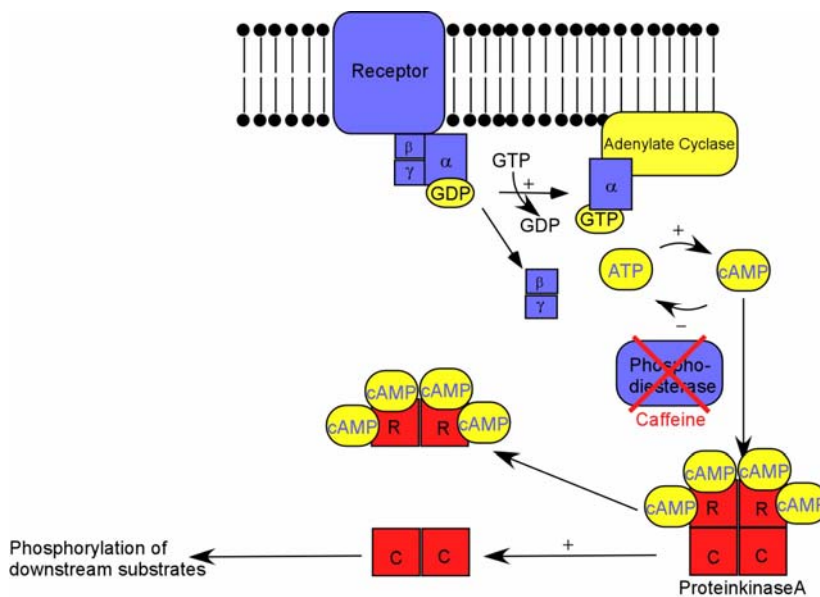 Receptor
Adenylate Cyclase
β
γ
α
GDP
GTP
+
GDP
α
GTP
β
γ
ATP
+
cAMP
−
Phospho-
diesterase
Caffeine
cAMP
cAMP
cAMP
R
R
cAMP
cAMP
cAMP
cAMP
R
R
cAMP
C
C
ProteinkinaseA
+
C
C
Phosphorylation of
downstream substrates